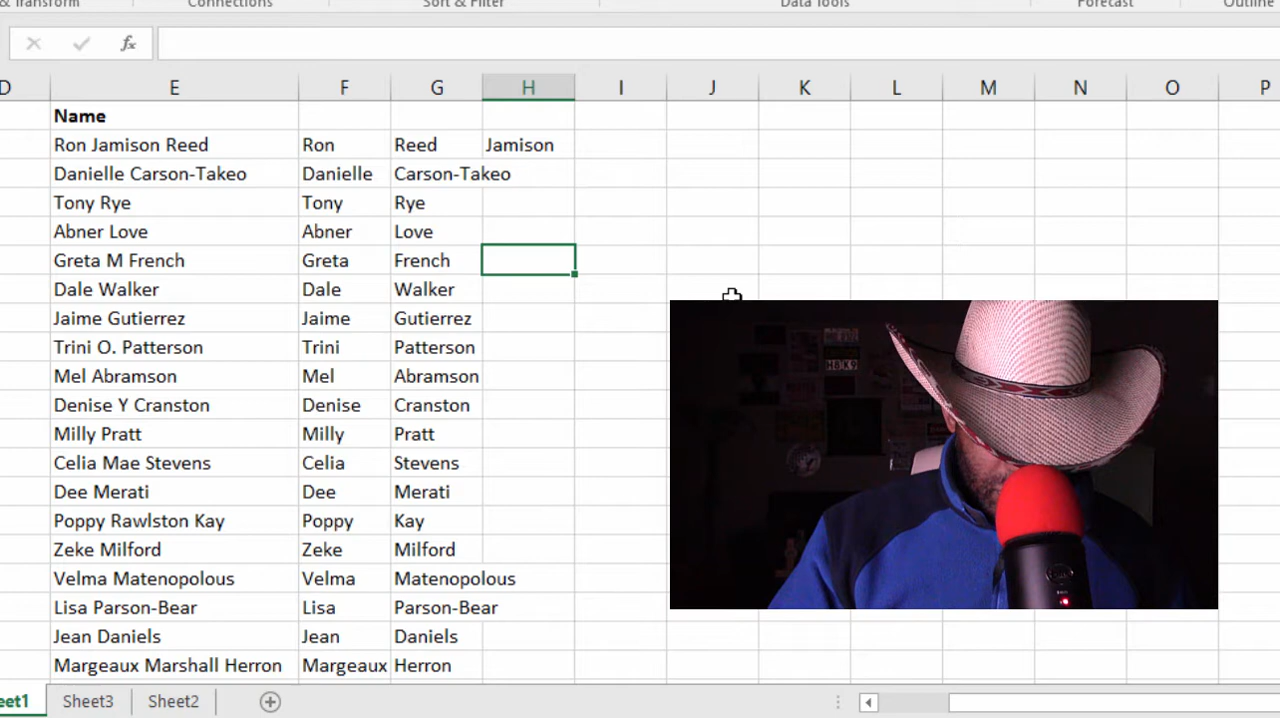 & Transform Connections Sort & Filter Data Tools Forecast Outline
fx
D E F G H I J K L M N O P
Name
Ron Jamison Reed Ron Reed Jamison
Danielle Carson-Takeo Danielle Carson-Takeo
Tony Rye Tony Rye
Abner Love Abner Love
Greta M French Greta French
Dale Walker Dale Walker
Jaime Gutierrez Jaime Gutierrez
Trini O. Patterson Trini Patterson
Mel Abramson Mel Abramson
Denise Y Cranston Denise Cranston
Milly Pratt Milly Pratt
Celia Mae Stevens Celia Stevens
Dee Merati Dee Merati
Poppy Rawlston Kay Poppy Kay
Zeke Milford Zeke Milford
Velma Matenopolous Velma Matenopolous
Lisa Parson-Bear Lisa Parson-Bear
Jean Daniels Jean Daniels
Margeaux Marshall Herron Margeaux Herron
eet1 Sheet3 Sheet2